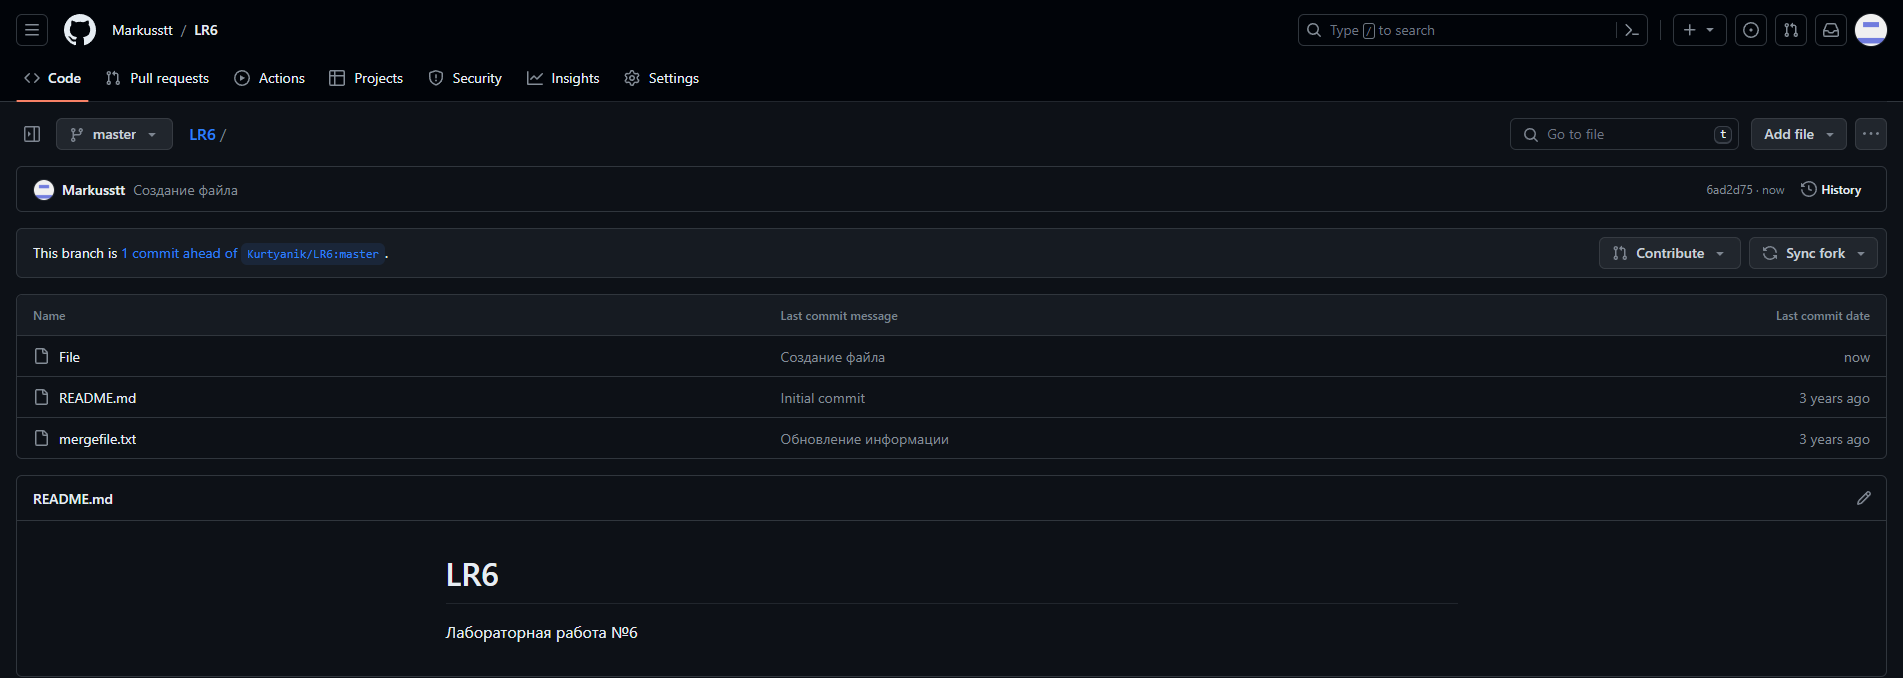 Markusstt / LR6
Type / to search
Code Pull requests Actions Projects Security Insights Settings
master LR6 / Go to file t Add file
Markusstt Создание файла 6ad2d75 · now History
This branch is 1 commit ahead of Kurtyanik/LR6:master . Contribute Sync fork
Name Last commit message Last commit date
File Создание файла now
README.md Initial commit 3 years ago
mergefile.txt Обновление информации 3 years ago
README.md
LR6
Лабораторная работа №6